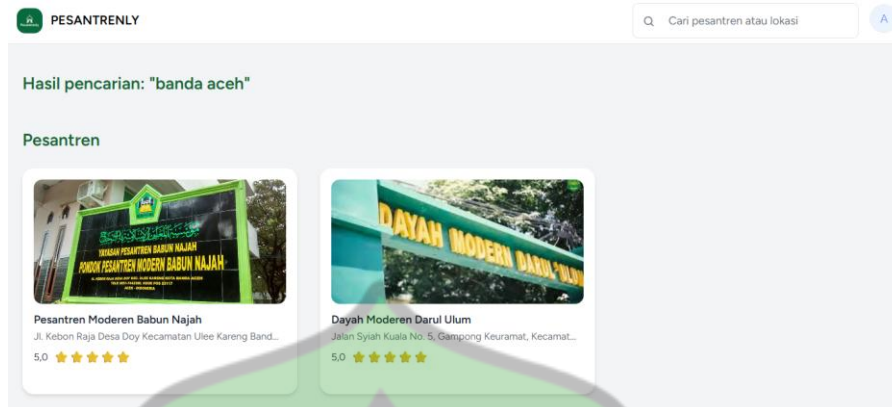 PESANTRENLY
Cari pesantren atau lokasi
A
Hasil pencarian: "banda aceh"
Pesantren
YAYASAN PESANTREN BABUN NAJAH
PONDOK PESANTREN MODERN BABUN NAJAH
DAYAH MODERN DARUL ULUM
Pesantren Moderen Babun Najah
Jl. Kebon Raja Desa Doy Kecamatan Ulee Kareng Band...
5,0
Dayah Moderen Darul Ulum
Jalan Syiah Kuala No. 5, Gampong Keuramat, Kecamat...
5,0